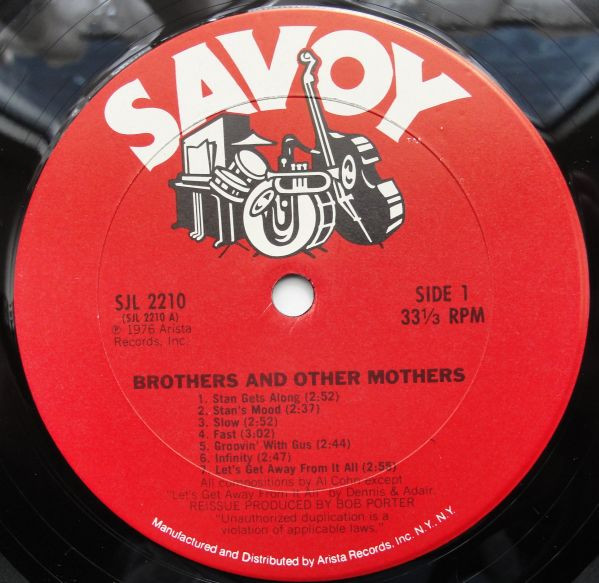 SAVOY
SJL 2210
(SJL 2210 A)
℗ 1976 Arista
Records, Inc.
SIDE 1
33⅓ RPM
BROTHERS AND OTHER MOTHERS
1. Stan Gets Along (2:52)
2. Stan's Mood (2:37)
3. Slow (2:52)
4. Fast (3:02)
5. Groovin' With Gus (2:44)
6. Infinity (2:47)
7. Let's Get Away From It All (2:55)
All compositions by Al Cohn except
"Let's Get Away From It All" by Dennis & Adair.
REISSUE PRODUCED BY BOB PORTER
"Unauthorized duplication is a
violation of applicable laws."
Manufactured and Distributed by Arista Records, Inc. N.Y., N.Y.